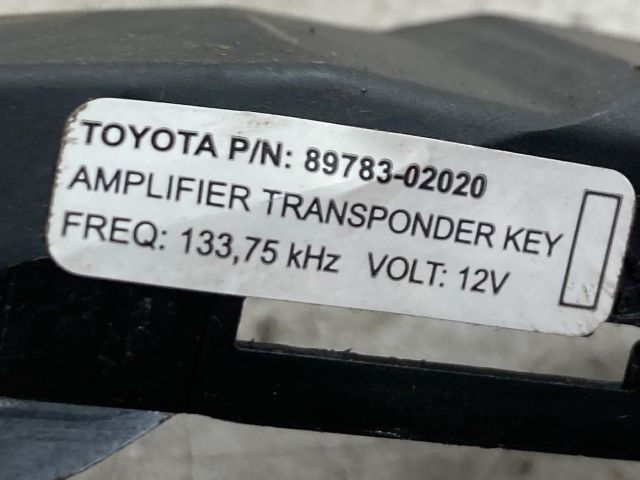 TOYOTA P/N: 89783-02020
AMPLIFIER TRANSPONDER KEY
FREQ: 133,75 kHz VOLT: 12V